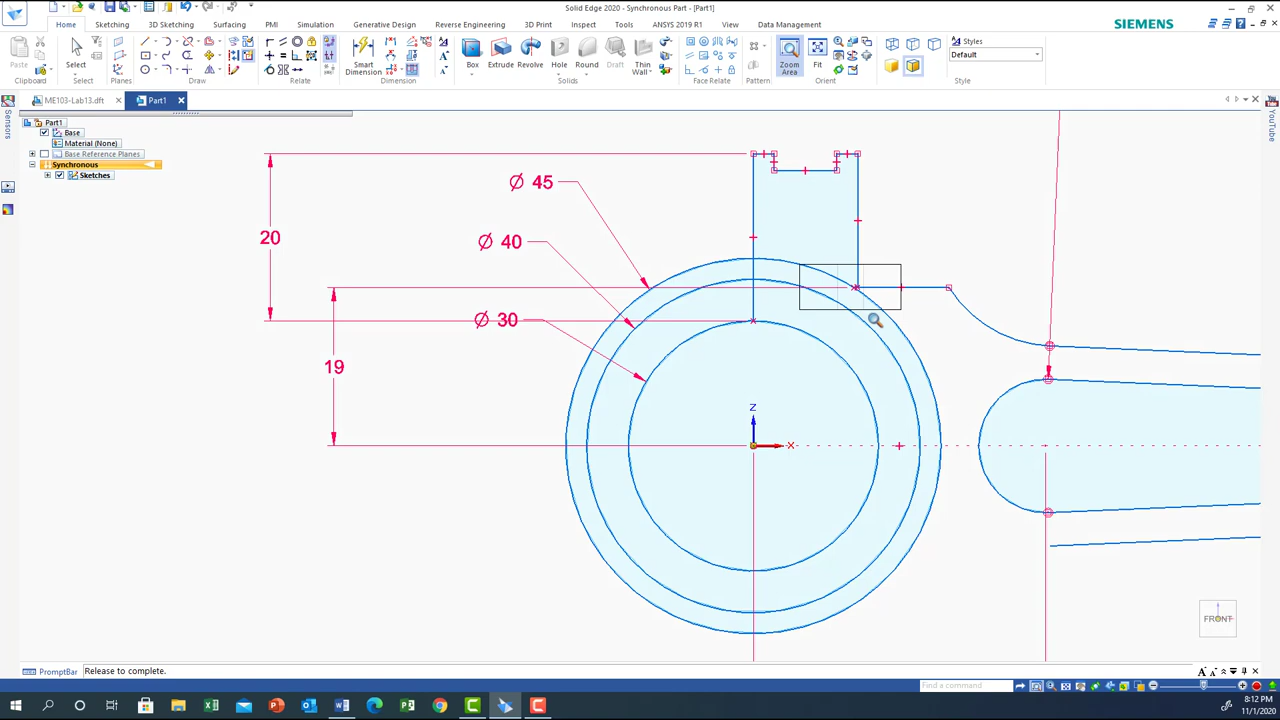 Solid Edge 2020 - Synchronous Part - [Part1]
Home Sketching 3D Sketching Surfacing PMI Simulation Generative Design Reverse Engineering 3D Print Inspect Tools ANSYS 2019 R1 View Data Management
SIEMENS
Paste
Select
Smart Dimension
Box
Extrude
Revolve
Hole
Round
Draft
Thin Wall
Zoom Area
Fit
Styles
Default
Clipboard
Select
Planes
Draw
Relate
Dimension
Solids
Face Relate
Pattern
Orient
Style
ME103-Lab13.dft
Part1
Sensors
YouTube
Part1
Base
Material (None)
Base Reference Planes
Synchronous
Sketches
Ø 45
20
Ø 40
Ø 30
19
Z
X
FRONT
PromptBar
Release to complete.
Find a command
8:12 PM
11/1/2020